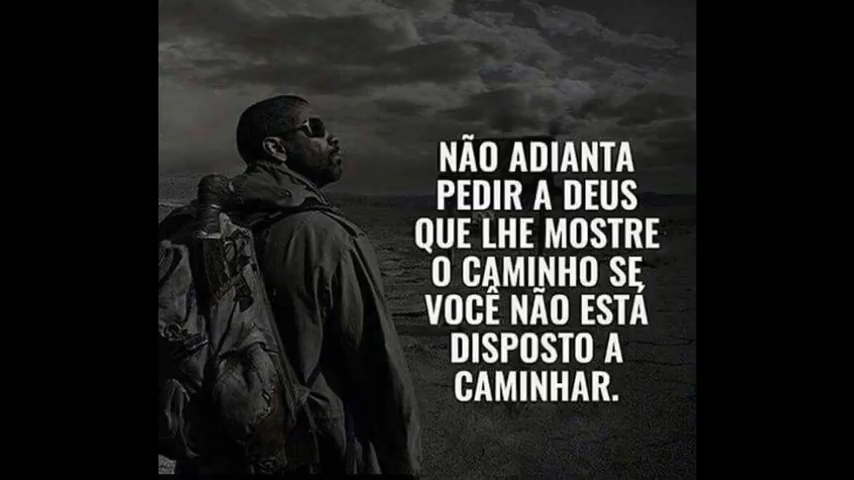 NÃO ADIANTA
PEDIR A DEUS
QUE LHE MOSTRE
O CAMINHO SE
VOCÊ NÃO ESTÁ
DISPOSTO A
CAMINHAR.